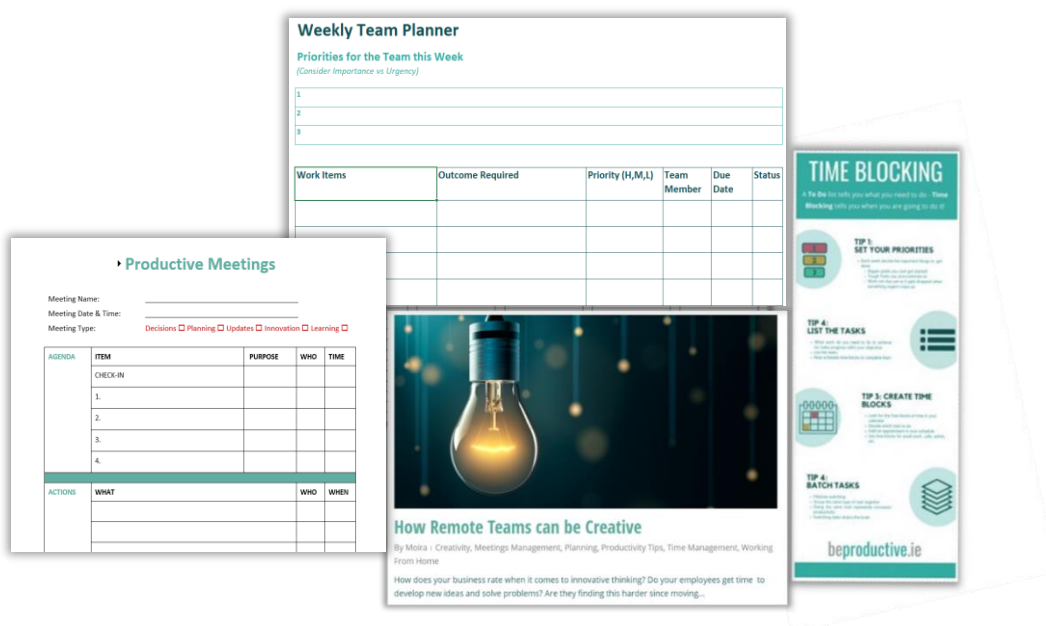 Weekly Team Planner
Priorities for the Team this Week
(Consider Importance vs Urgency)
1
2
3
Work Items
Outcome Required
Priority (H,M,L)
Team
Member
Due
Date
Status
Productive Meetings
Meeting Name:
Meeting Date & Time:
Meeting Type:
Decisions ☐ Planning ☐ Updates ☐ Innovation ☐ Learning ☐
AGENDA
ITEM
PURPOSE
WHO
TIME
CHECK-IN
1.
2.
3.
4.
ACTIONS
WHAT
WHO
WHEN
How Remote Teams can be Creative
By Moira | Creativity, Meetings Management, Planning, Productivity Tips, Time Management, Working
From Home
How does your business rate when it comes to innovative thinking? Do your employees get time to
develop new ideas and solve problems? Are they finding this harder since moving...
TIME BLOCKING
A To Do list tells you what you need to do - Time
Blocking tells you when you are going to do it!
TIP 1:
SET YOUR PRIORITIES
TIP 4:
LIST THE TASKS
TIP 3: CREATE TIME
BLOCKS
TIP 4:
BATCH TASKS
beproductive.ie